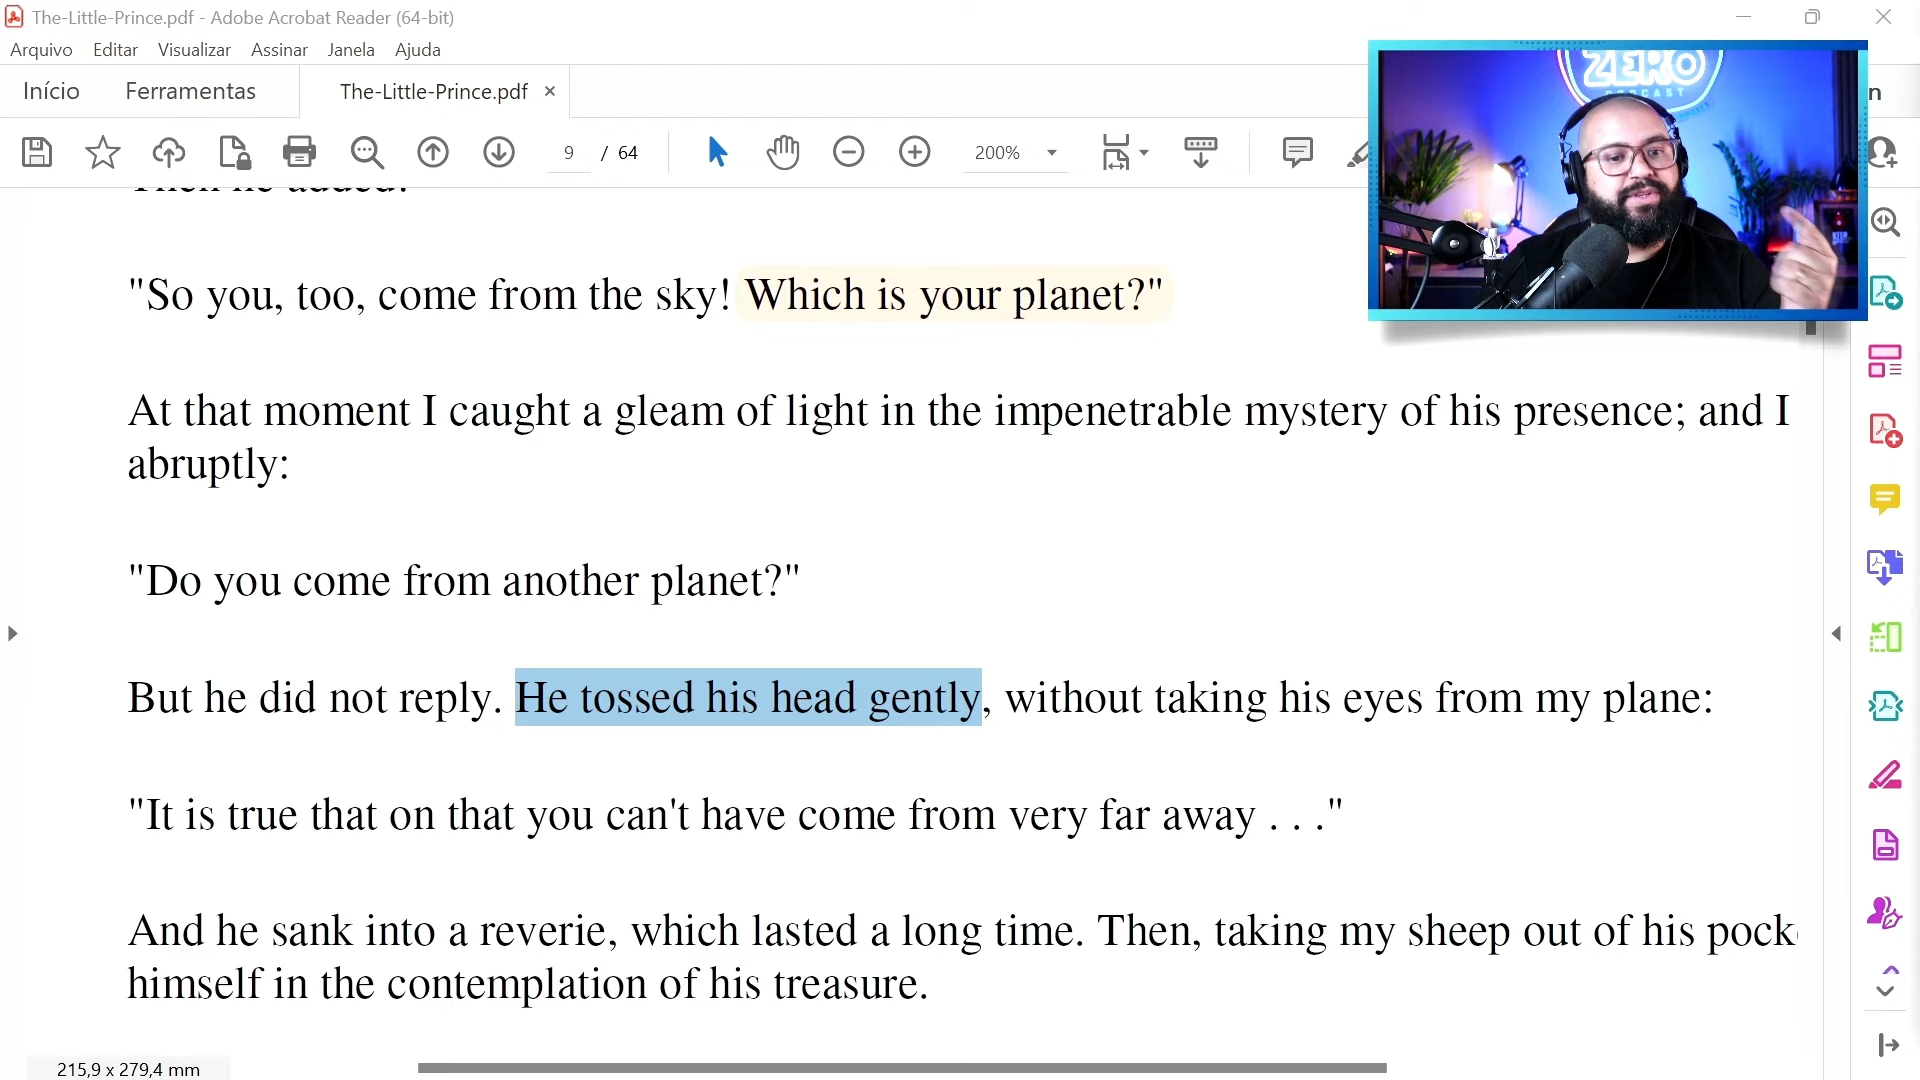 The-Little-Prince.pdf - Adobe Acrobat Reader (64-bit)
Arquivo Editar Visualizar Assinar Janela Ajuda
Início Ferramentas The-Little-Prince.pdf
ZERO
PODCAST
9 / 64 200%
Then he added:
"So you, too, come from the sky! Which is your planet?"
At that moment I caught a gleam of light in the impenetrable mystery of his presence; and I
abruptly:
"Do you come from another planet?"
But he did not reply. He tossed his head gently, without taking his eyes from my plane:
"It is true that on that you can't have come from very far away . . ."
And he sank into a reverie, which lasted a long time. Then, taking my sheep out of his pock
himself in the contemplation of his treasure.
215,9 x 279,4 mm